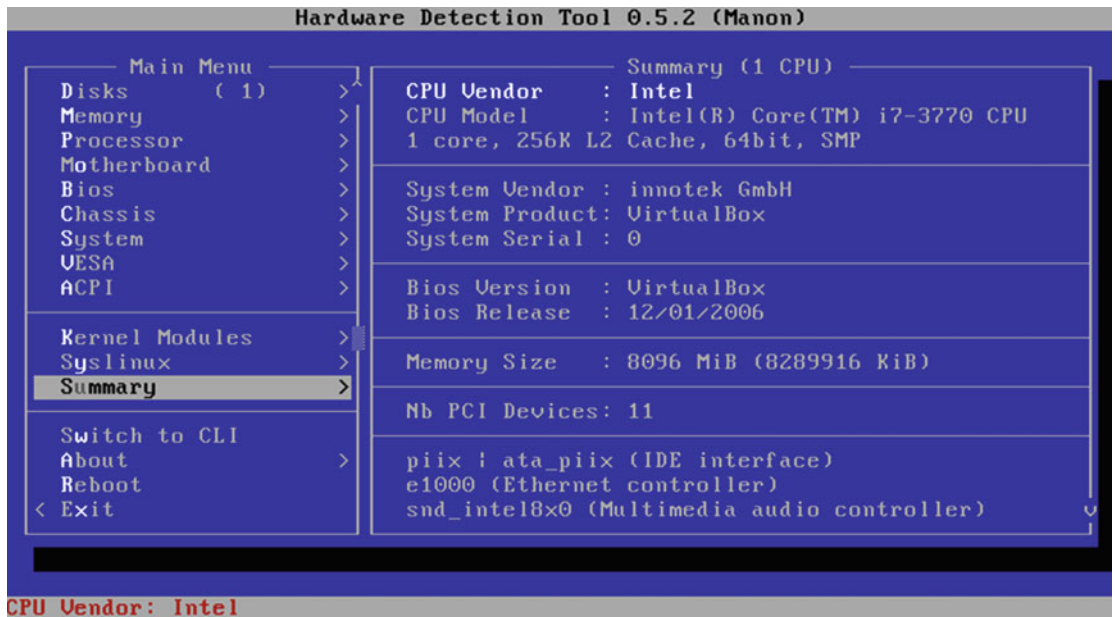 Hardware Detection Tool 0.5.2 (Manon)
Main Menu
Disks ( 1) >
Memory >
Processor >
Motherboard >
Bios >
Chassis >
System >
VESA >
ACPI >
Kernel Modules >
Syslinux >
Summary >
Switch to CLI
About >
Reboot
< Exit
Summary (1 CPU)
CPU Vendor : Intel
CPU Model : Intel(R) Core(TM) i7-3770 CPU
1 core, 256K L2 Cache, 64bit, SMP
System Vendor : innotek GmbH
System Product: VirtualBox
System Serial : 0
Bios Version : VirtualBox
Bios Release : 12/01/2006
Memory Size : 8096 MiB (8289916 KiB)
Nb PCI Devices: 11
piix ¦ ata_piix (IDE interface)
e1000 (Ethernet controller)
snd_intel8x0 (Multimedia audio controller)
CPU Vendor: Intel